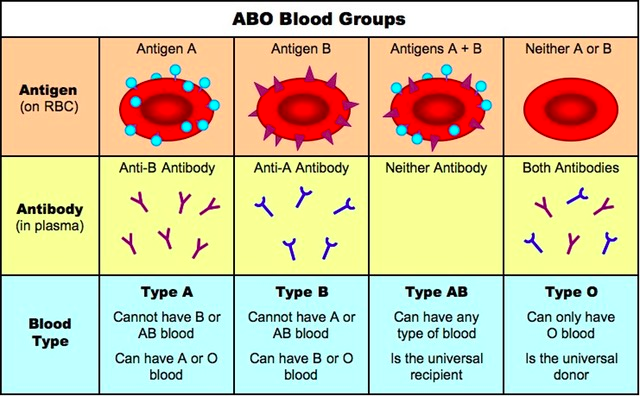 ABO Blood Groups
Antigen
(on RBC)
Antigen A
Antigen B
Antigens A + B
Neither A or B
Antibody
(in plasma)
Anti-B Antibody
Anti-A Antibody
Neither Antibody
Both Antibodies
Blood
Type
Type A
Cannot have B or
AB blood
Can have A or O
blood
Type B
Cannot have A or
AB blood
Can have B or O
blood
Type AB
Can have any
type of blood
Is the universal
recipient
Type O
Can only have
O blood
Is the universal
donor